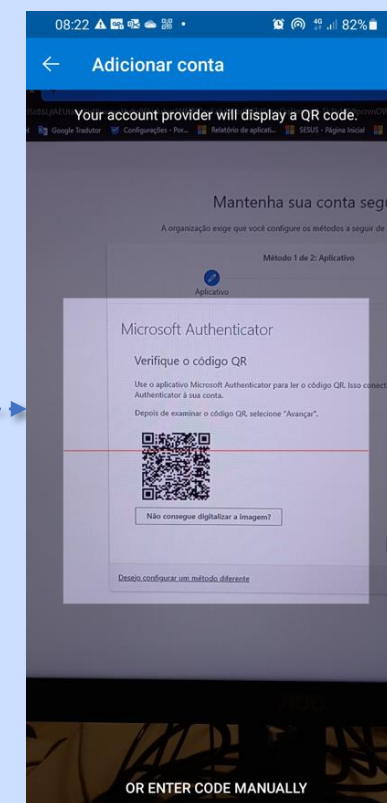 08:22
4G
82%
Adicionar conta
Your account provider will display a QR code.
Google Tradutor Configurações - Por... Relatório de aplicati... SESUS - Página Inicial
Mantenha sua conta segu
A organização exige que você configure os métodos a seguir de
Método 1 de 2: Aplicativo
Aplicativo
Microsoft Authenticator
Verifique o código QR
Use o aplicativo Microsoft Authenticator para ler o código QR. Isso conect
Authenticator à sua conta.
Depois de examinar o código QR, selecione "Avançar".
Não consegue digitalizar a imagem?
Desejo configurar um método diferente
OR ENTER CODE MANUALLY